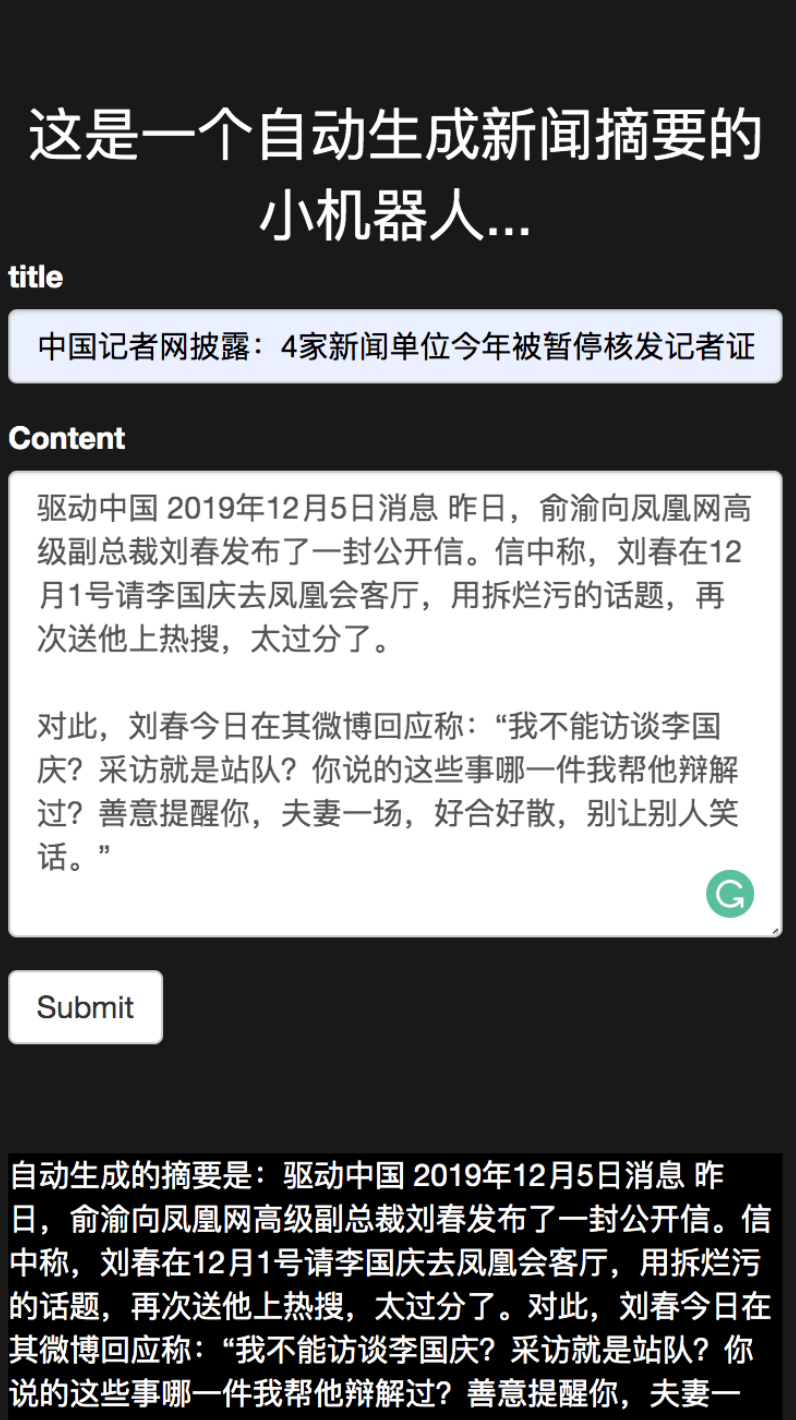 这是一个自动生成新闻摘要的
小机器人...
title
中国记者网披露：4家新闻单位今年被暂停核发记者证
Content
驱动中国 2019年12月5日消息 昨日，俞渝向凤凰网高
级副总裁刘春发布了一封公开信。信中称，刘春在12
月1号请李国庆去凤凰会客厅，用拆烂污的话题，再
次送他上热搜，太过分了。
对此，刘春今日在其微博回应称：“我不能访谈李国
庆？采访就是站队？你说的这些事哪一件我帮他辩解
过？善意提醒你，夫妻一场，好合好散，别让别人笑
话。”
Submit
自动生成的摘要是：驱动中国 2019年12月5日消息 昨
日，俞渝向凤凰网高级副总裁刘春发布了一封公开信。信
中称，刘春在12月1号请李国庆去凤凰会客厅，用拆烂污
的话题，再次送他上热搜，太过分了。对此，刘春今日在
其微博回应称：“我不能访谈李国庆？采访就是站队？你
说的这些事哪一件我帮他辩解过？善意提醒你，夫妻一